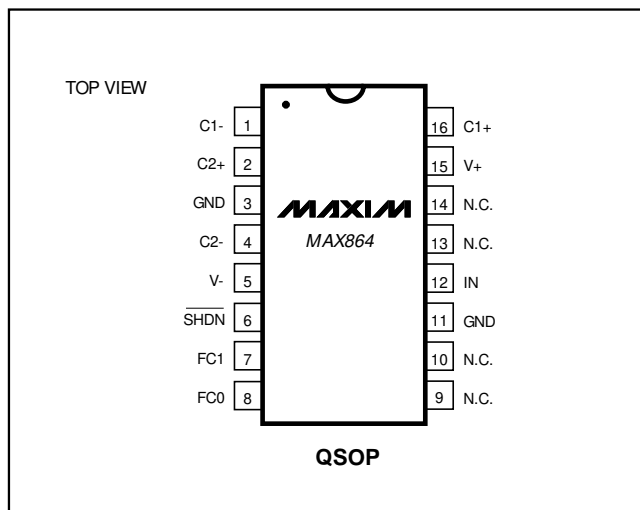 TOP VIEW
C1- 1
C2+ 2
GND 3
C2- 4
V- 5
SHDN 6
FC1 7
FC0 8
MAXIM
MAX864
16 C1+
15 V+
14 N.C.
13 N.C.
12 IN
11 GND
10 N.C.
9 N.C.
QSOP